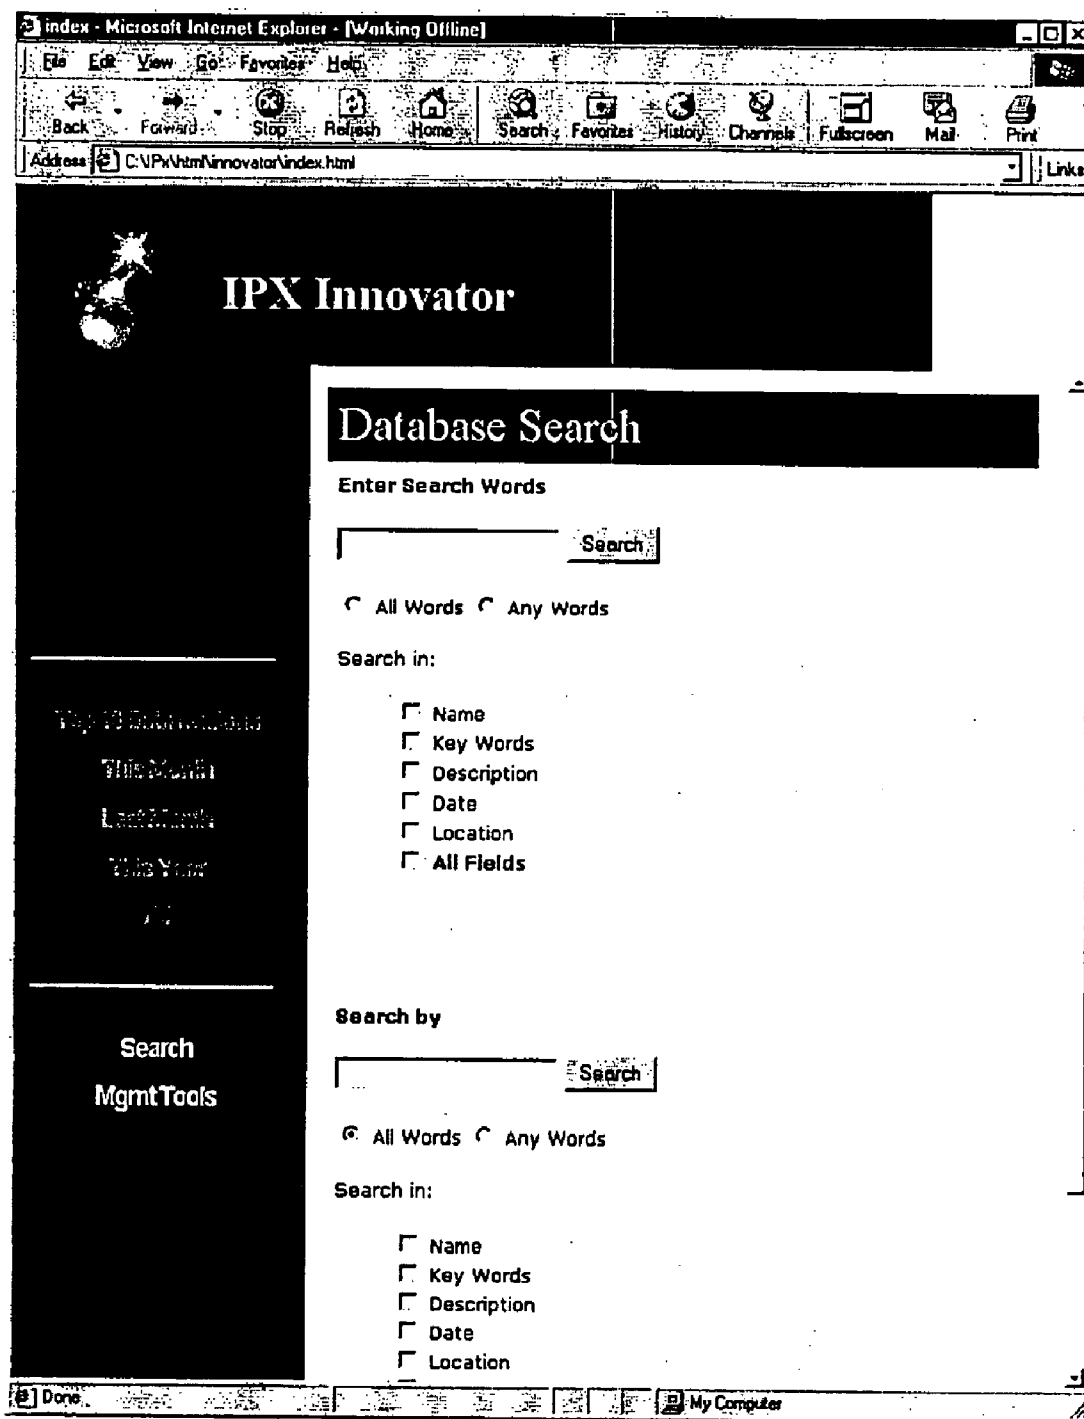 index - Microsoft Internet Explorer - [Working Offline]
File Edit View Go Favorites Help
Back Forward Stop Refresh Home Search Favorites History Channels Fullscreen Mail Print
Address C:\IPx\html\innovator\index.html Links
IPX Innovator
Database Search
Enter Search Words
Search
All Words Any Words
Search in:
Name
Key Words
Description
Date
Location
All Fields
Top 10 Submissions
This Month
Last Month
This Year
All
Search
MgmtTools
Search by
Search
All Words Any Words
Search in:
Name
Key Words
Description
Date
Location
Done My Computer